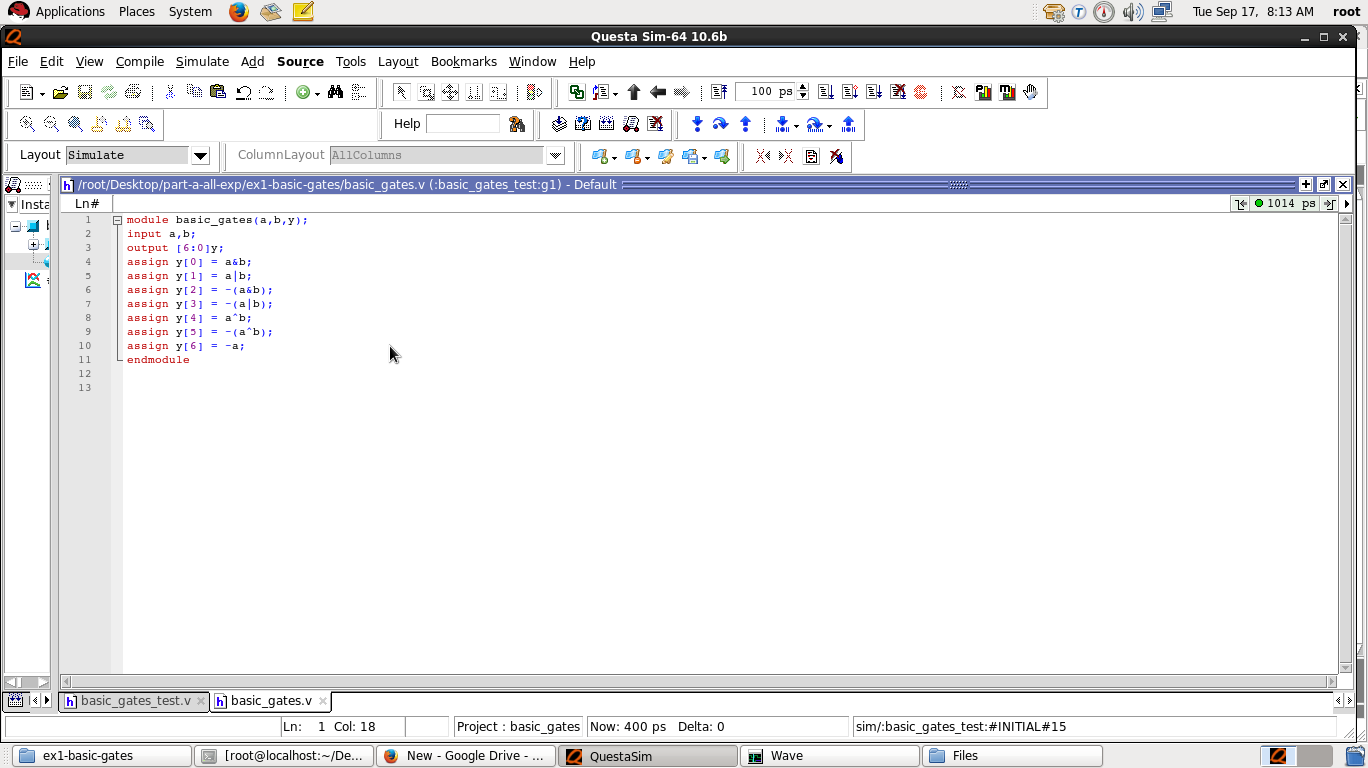 Applications Places System Tue Sep 17, 8:13 AM root
Questa Sim-64 10.6b
File Edit View Compile Simulate Add Source Tools Layout Bookmarks Window Help
100 ps
Help
Layout Simulate ColumnLayout AllColumns
/root/Desktop/part-a-all-exp/ex1-basic-gates/basic_gates.v (:basic_gates_test:g1) - Default
Insta
Ln# 1014 ps
1 module basic_gates(a,b,y);
2 input a,b;
3 output [6:0]y;
4 assign y[0] = a&b;
5 assign y[1] = a|b;
6 assign y[2] = ~(a&b);
7 assign y[3] = ~(a|b);
8 assign y[4] = a^b;
9 assign y[5] = ~(a^b);
10 assign y[6] = ~a;
11 endmodule
12
13
basic_gates_test.v basic_gates.v
Ln: 1 Col: 18 Project : basic_gates Now: 400 ps Delta: 0 sim/:basic_gates_test:#INITIAL#15
ex1-basic-gates [root@localhost:~/De... New - Google Drive - ... QuestaSim Wave Files